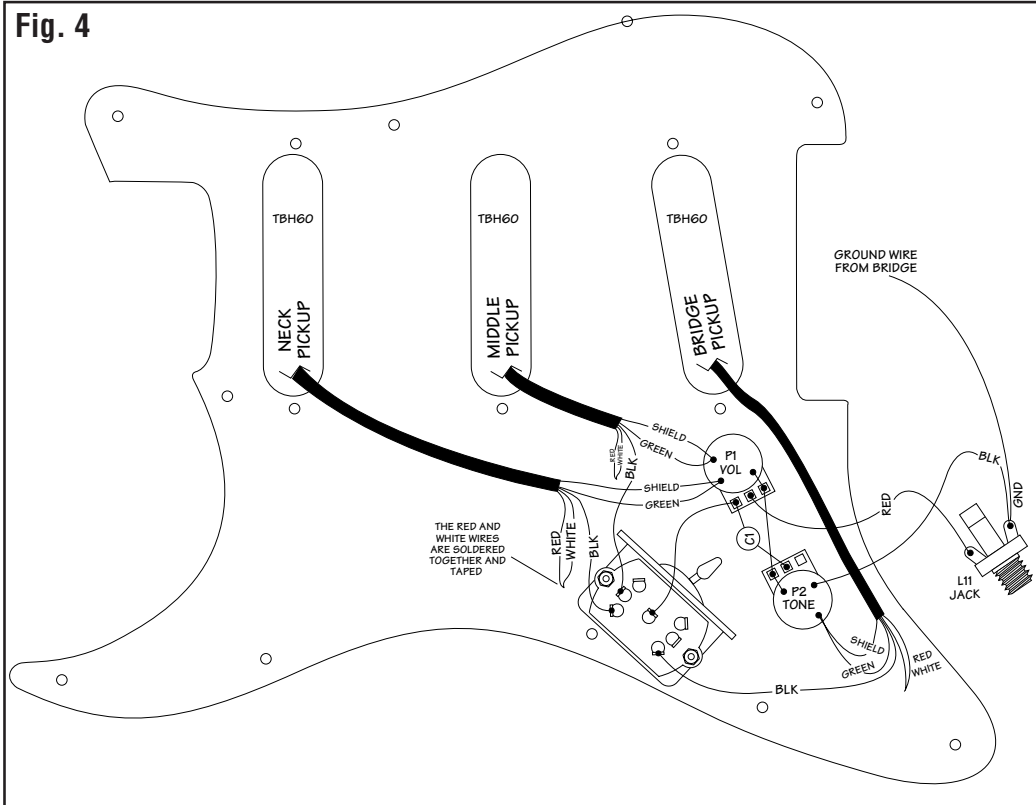 Fig. 4
TBH60
TBH60
TBH60
NECK
PICKUP
MIDDLE
PICKUP
BRIDGE
PICKUP
GROUND WIRE
FROM BRIDGE
SHIELD
GREEN
RED
WHITE
BLK
P1
VOL
SHIELD
GREEN
BLK
RED
GND
THE RED AND
WHITE WIRES
ARE SOLDERED
TOGETHER AND
TAPED
RED
WHITE
BLK
C1
L11
JACK
P2
TONE
SHIELD
GREEN
RED
WHITE
BLK